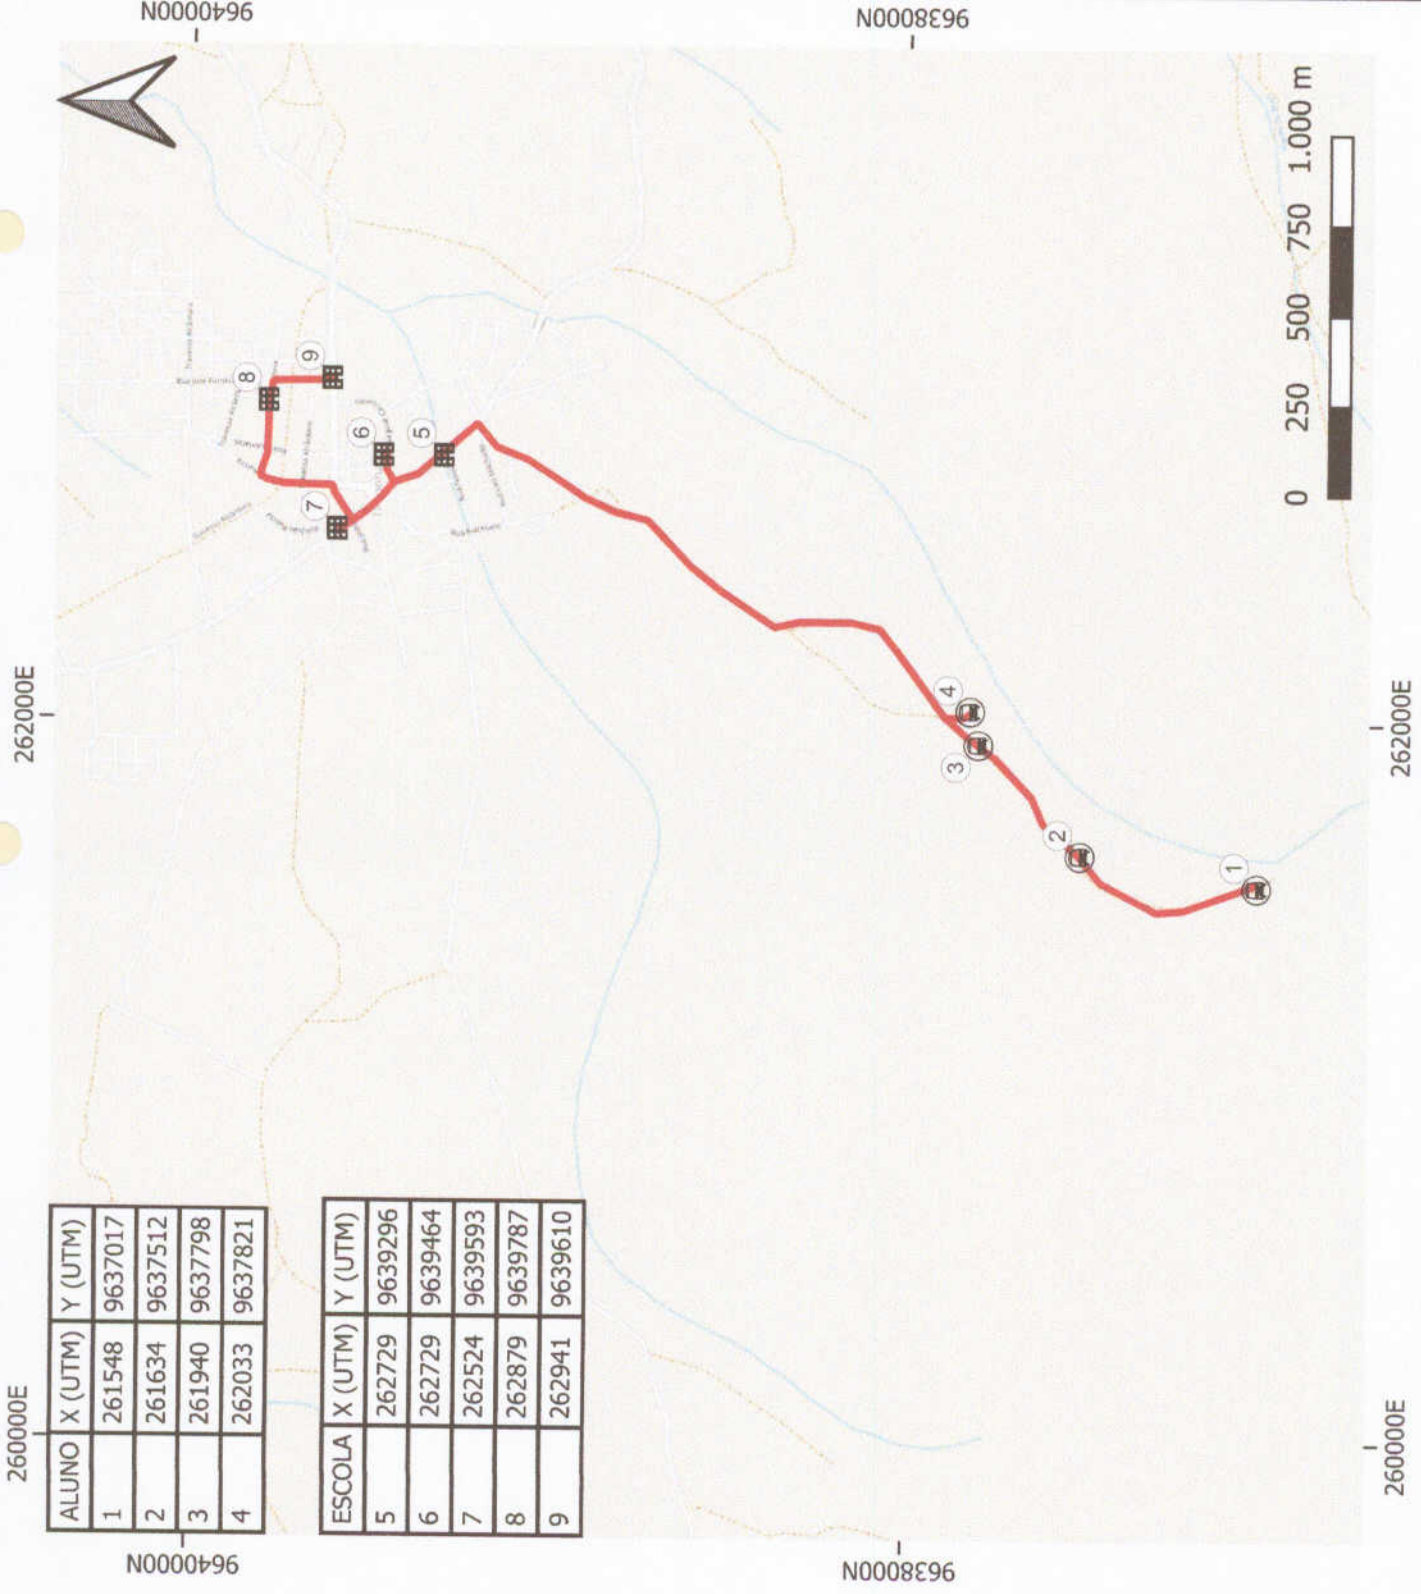 260000E
262000E
9640000N
9640000N
ALUNO X (UTM) Y (UTM)
1 261548 9637017
2 261634 9637512
3 261940 9637798
4 262033 9637821
ESCOLA X (UTM) Y (UTM)
5 262729 9639296
6 262729 9639464
7 262524 9639593
8 262879 9639787
9 262941 9639610
8
9
7
6
5
4
3
2
1
9638000N
9638000N
0 250 500 750 1.000 m
260000E
262000E